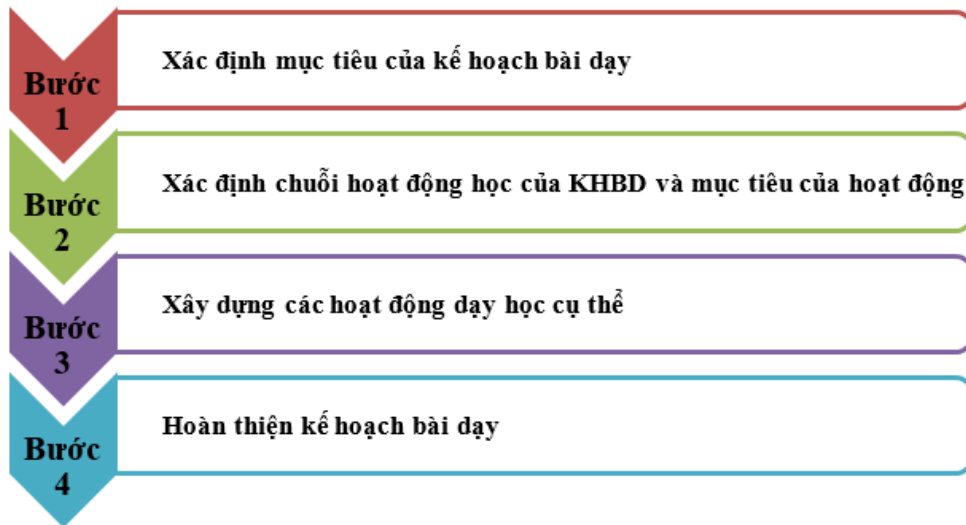 Bước
1
Xác định mục tiêu của kế hoạch bài dạy
Bước
2
Xác định chuỗi hoạt động học của KHBD và mục tiêu của hoạt động
Bước
3
Xây dựng các hoạt động dạy học cụ thể
Bước
4
Hoàn thiện kế hoạch bài dạy